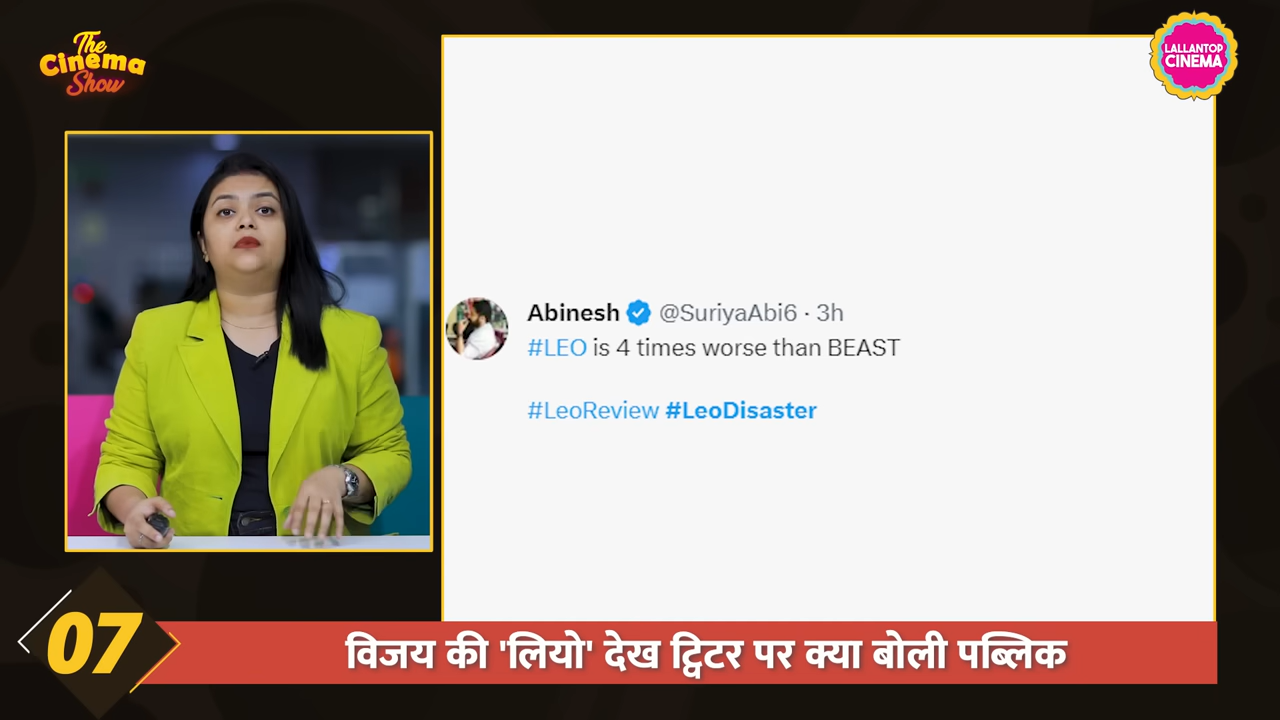 The
Cinema
Show
LALLANTOP
CINEMA
Abinesh @SuriyaAbi6 · 3h
#LEO is 4 times worse than BEAST
#LeoReview #LeoDisaster
07
विजय की 'लियो' देख ट्विटर पर क्या बोली पब्लिक